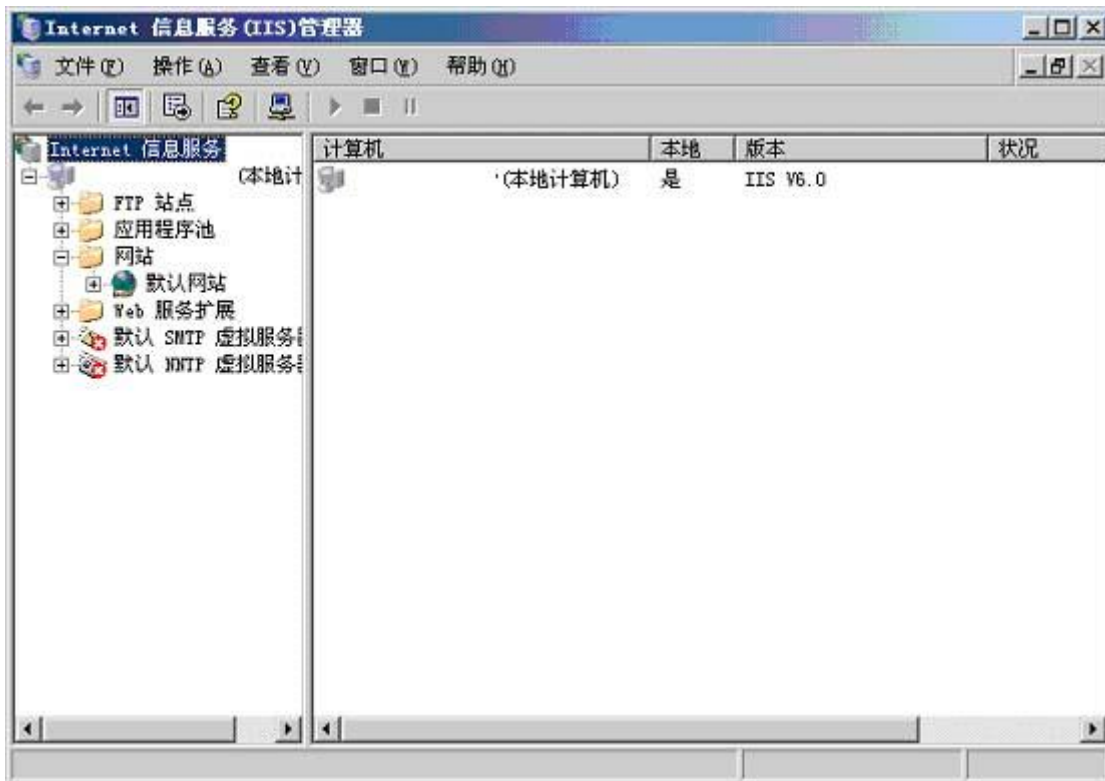 Internet 信息服务(IIS)管理器
文件(F) 操作(A) 查看(V) 窗口(W) 帮助(H)
Internet 信息服务
(本地计
FTP 站点
应用程序池
网站
默认网站
Web 服务扩展
默认 SMTP 虚拟服务器
默认 NNTP 虚拟服务器
计算机 本地 版本 状况
(本地计算机) 是 IIS V6.0